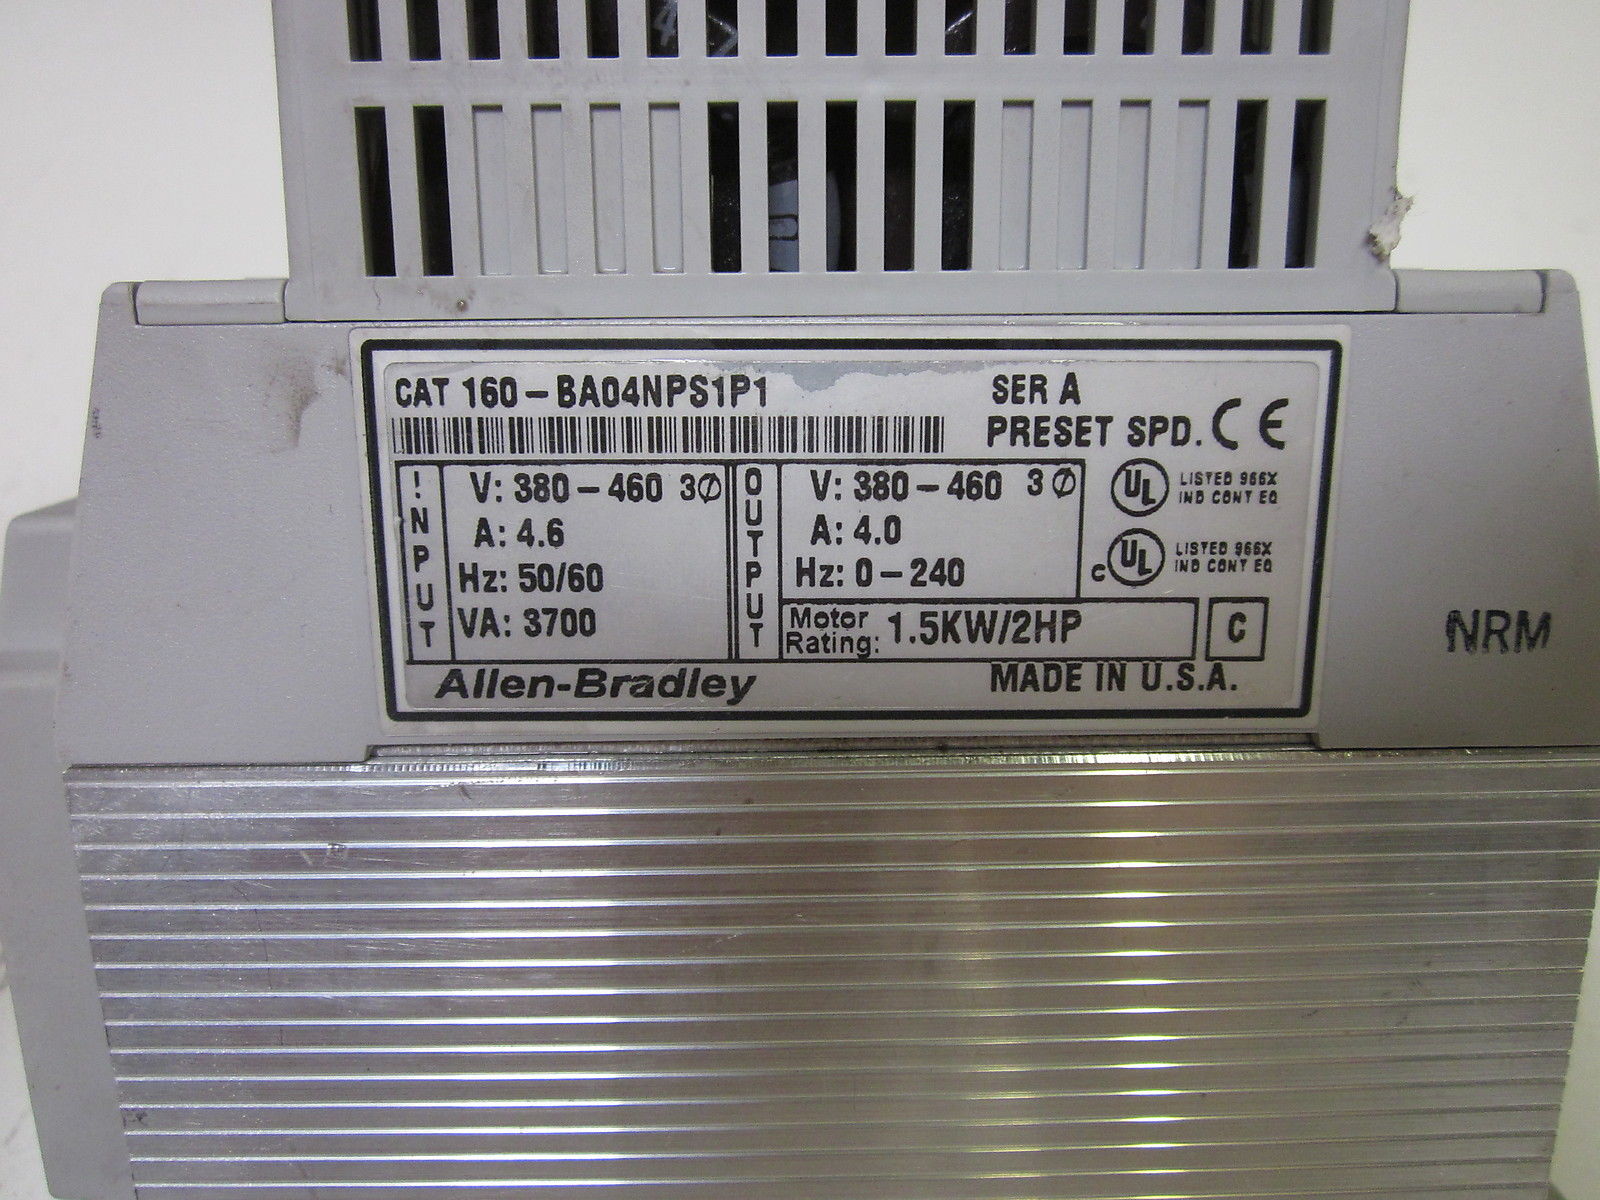 CAT 160-BA04NPS1P1
SER A
PRESET SPD. CE
INPUT
V: 380-460 3Ø
A: 4.6
Hz: 50/60
VA: 3700
OUTPUT
V: 380-460 3Ø
A: 4.0
Hz: 0-240
Motor Rating: 1.5KW/2HP
C
UL LISTED 966X
IND CONT EQ
c UL LISTED 966X
IND CONT EQ
Allen-Bradley
MADE IN U.S.A.
NRM